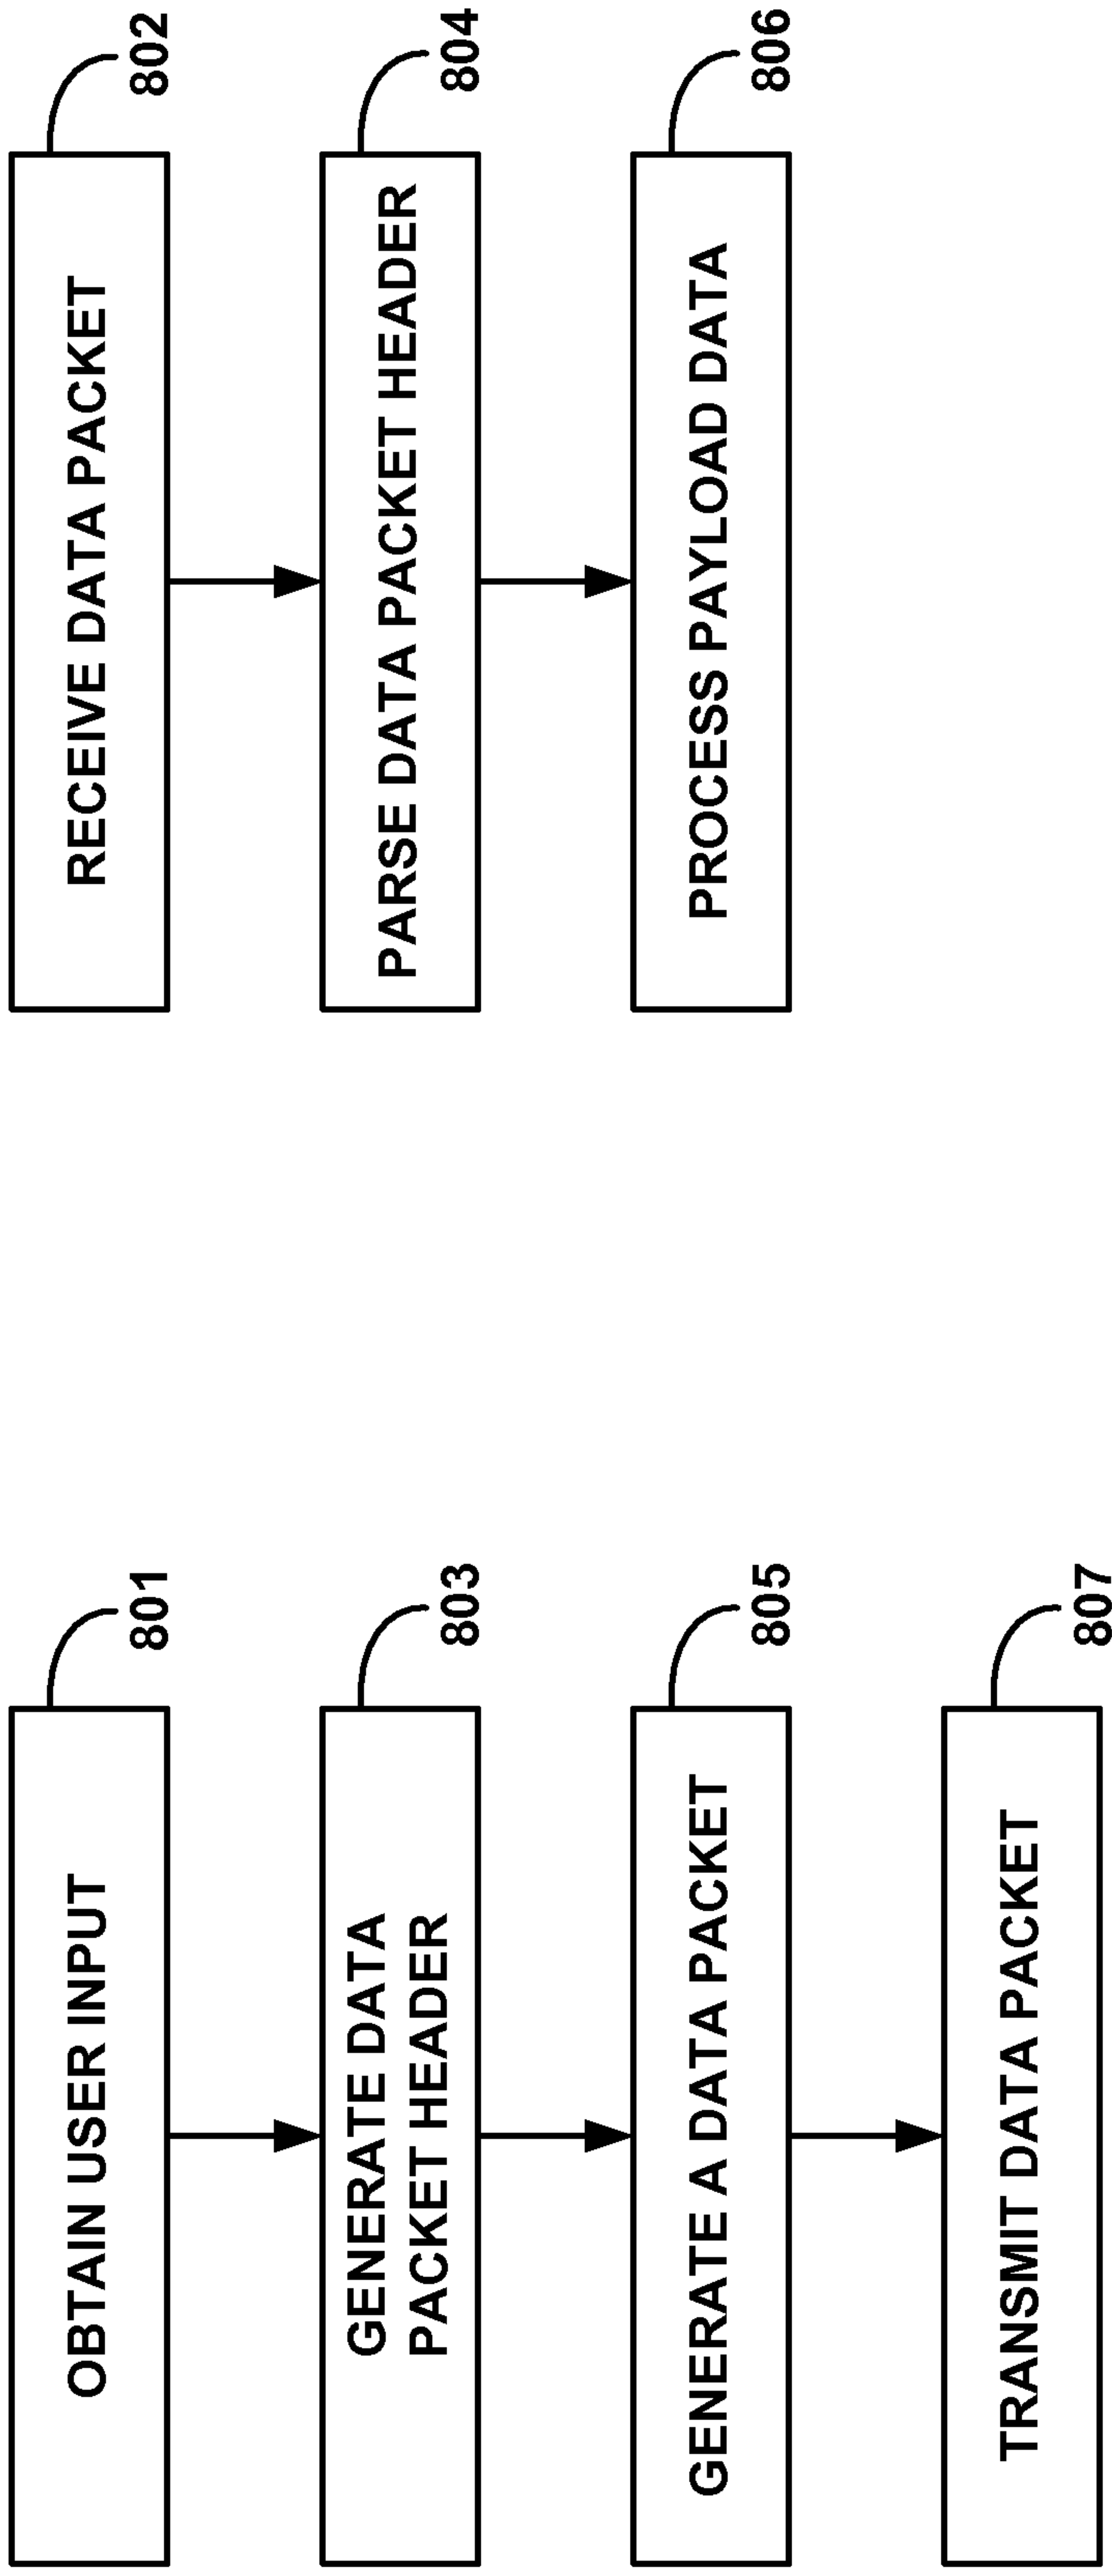 OBTAIN USER INPUT
801
GENERATE DATA
PACKET HEADER
803
GENERATE A DATA PACKET
805
TRANSMIT DATA PACKET
807
RECEIVE DATA PACKET
802
PARSE DATA PACKET HEADER
804
PROCESS PAYLOAD DATA
806